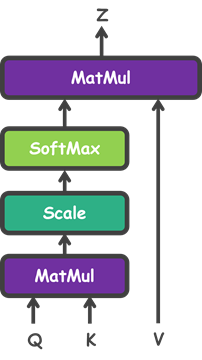 Z
MatMul
SoftMax
Scale
MatMul
Q K V